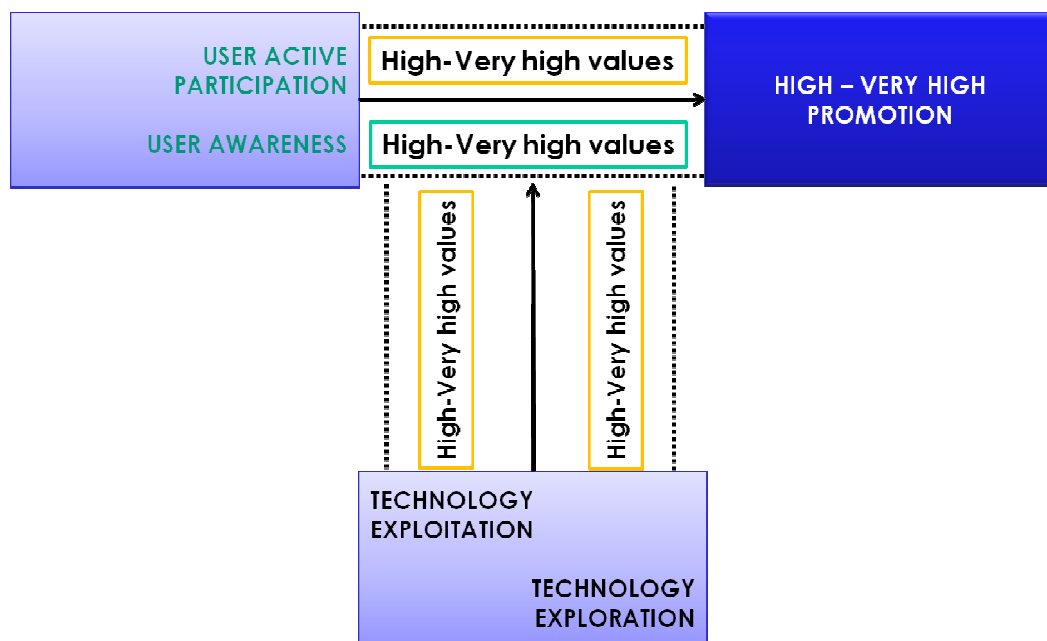 USER ACTIVE
PARTICIPATION
USER AWARENESS
High-Very high values
High-Very high values
HIGH – VERY HIGH
PROMOTION
High-Very high values
High-Very high values
TECHNOLOGY
EXPLOITATION
TECHNOLOGY
EXPLORATION